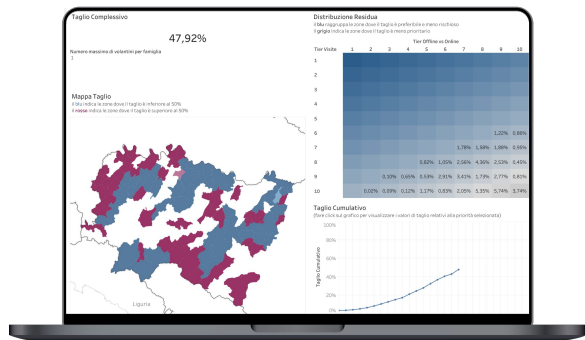 Taglio Complessivo
47,92%
Numero massimo di volantini per famiglia
1
Mappa Taglio
il blu indica le zone dove il taglio è inferiore al 50%
il rosso indica le zone dove il taglio è superiore al 50%
Liguria
Distribuzione Residua
il blu raggruppa le zone dove il taglio è preferibile e meno rischioso
il grigio indica le zone dove il taglio è meno prioritario
Tier Offline vs Online
Tier Visite 1 2 3 4 5 6 7 8 9 10
1
2
3
4
5
6 1,22% 0,86%
7 1,78% 1,58% 1,88% 0,96%
8 0,92% 1,05% 2,56% 4,36% 2,53% 0,40%
9 0,10% 0,65% 0,53% 2,91% 3,41% 1,73% 2,77% 0,81%
10 0,02% 0,09% 0,12% 1,17% 0,83% 2,05% 5,35% 5,74% 3,74%
Taglio Cumulativo
(fare click sul grafico per visualizzare i valori di taglio relativi alla priorità selezionata)
Taglio Cumulativo
100%
80%
60%
40%
20%
0%